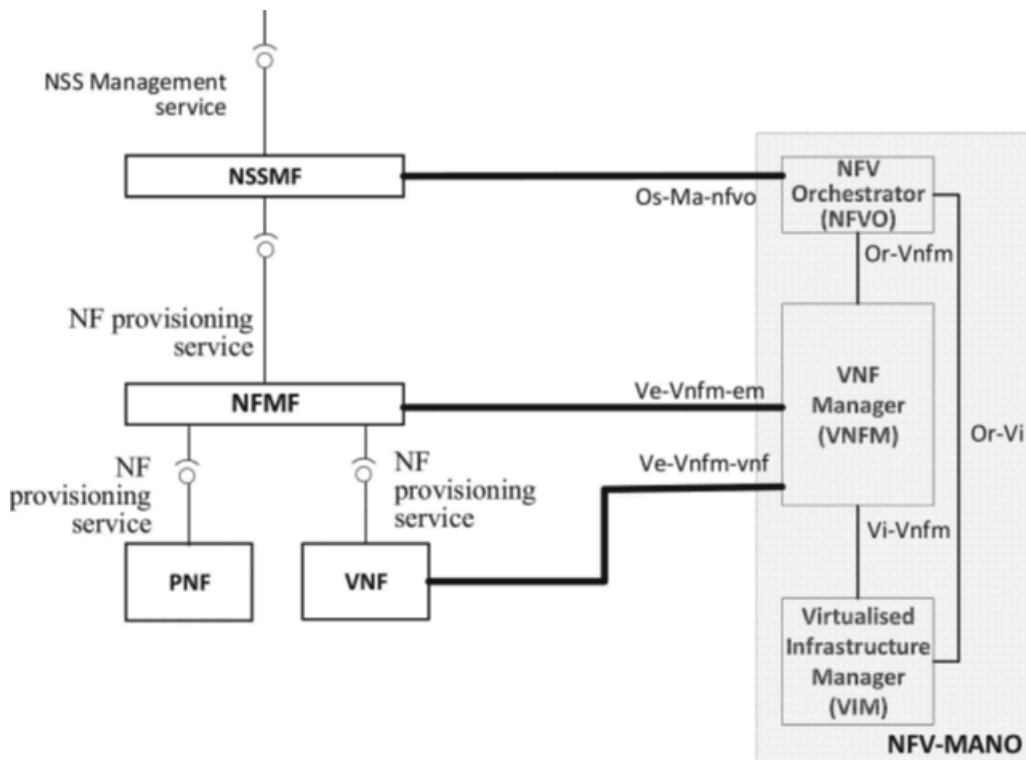 NSS Management
service
NSSMF
NFV
Orchestrator
(NFVO)
Os-Ma-nfvo
Or-Vnfm
NF provisioning
service
NFMF
Ve-Vnfm-em
VNF
Manager
(VNFM)
Or-Vi
Ve-Vnfm-vnf
NF
provisioning
service
NF
provisioning
service
Vi-Vnfm
PNF
VNF
Virtualised
Infrastructure
Manager
(VIM)
NFV-MANO